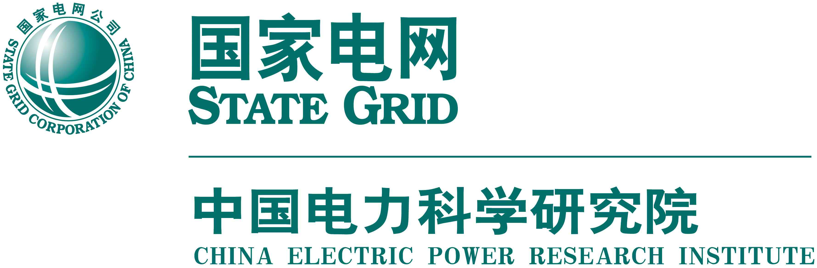 国家电网公司
STATE GRID CORPORATION OF CHINA
国家电网
STATE GRID
中国电力科学研究院
CHINA ELECTRIC POWER RESEARCH INSTITUTE